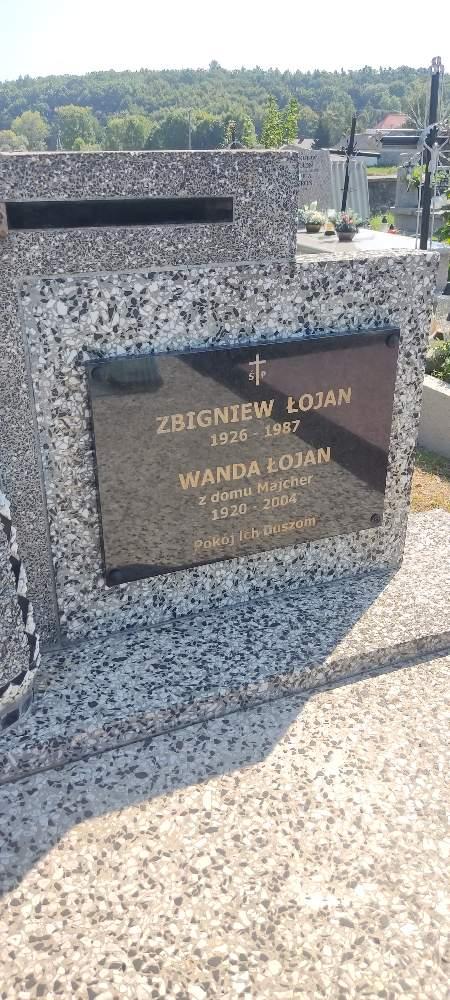 Ś P
ZBIGNIEW ŁOJAN
1926 - 1987
WANDA ŁOJAN
z domu Majcher
1920 - 2004
Pokój Ich Duszom